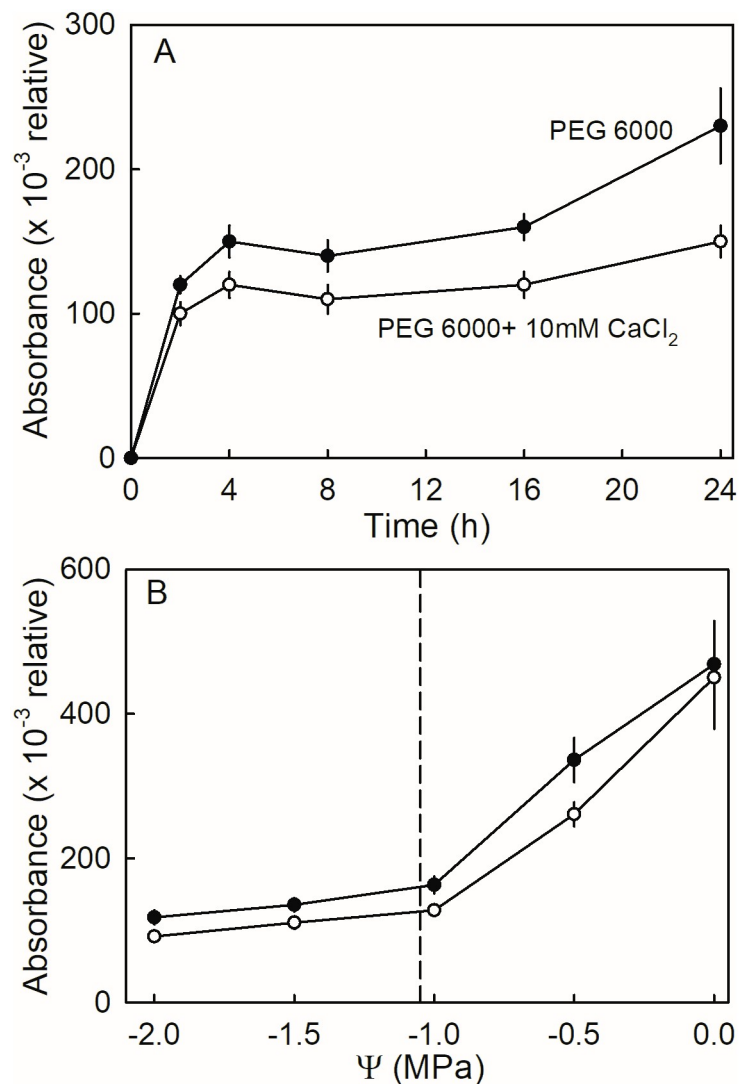 A
Absorbance (x 10⁻³ relative)
300
200
100
0
PEG 6000
PEG 6000+ 10mM CaCl₂
0 4 8 12 16 20 24
Time (h)
B
Absorbance (x 10⁻³ relative)
600
400
200
0
-2.0 -1.5 -1.0 -0.5 0.0
Ψ (MPa)